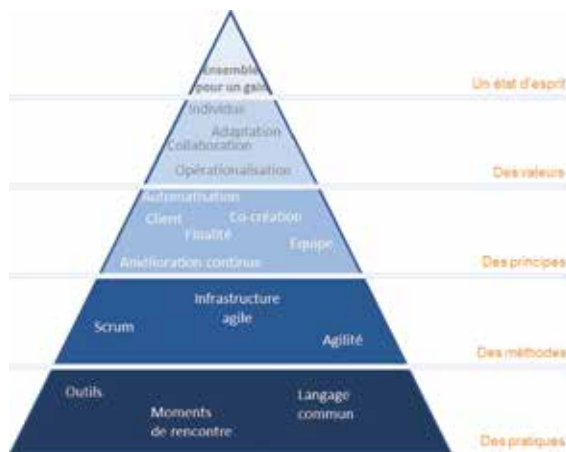 Ensemble
pour un gain
Un état d'esprit
Individus
Adaptation
Collaboration
Opérationalisation
Des valeurs
Automatisation
Client
Co-création
Finalité
Equipe
Amélioration continue
Des principes
Infrastructure
agile
Scrum
Agilité
Des méthodes
Outils
Langage
commun
Moments
de rencontre
Des pratiques